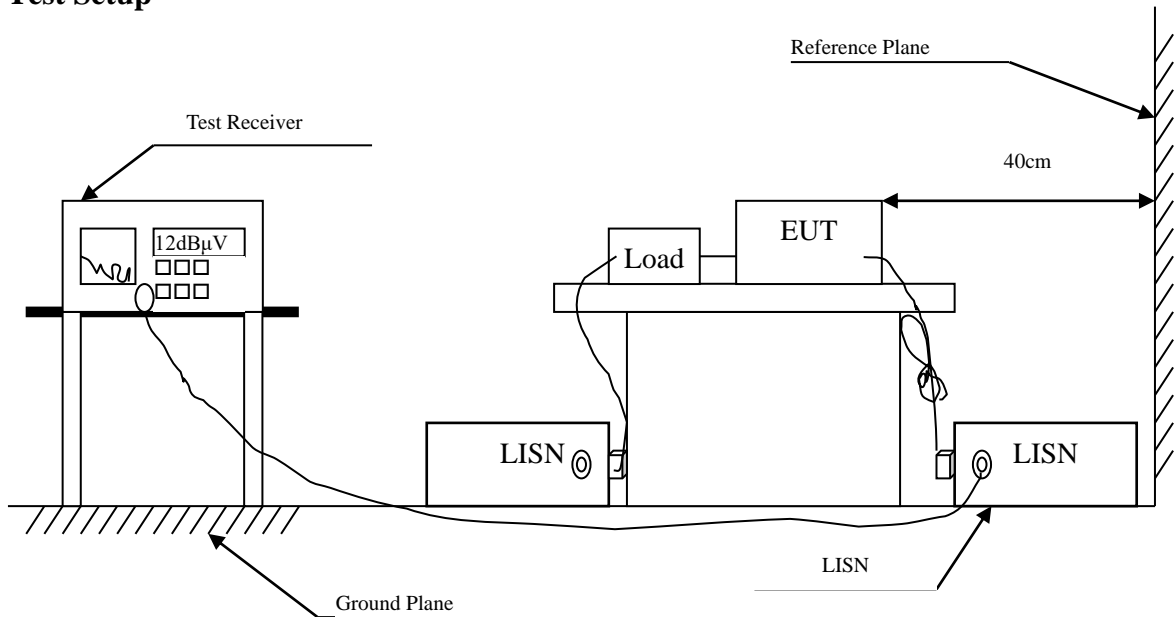 Test Setup
Reference Plane
Test Receiver
40cm
12dBμV
EUT
Load
LISN
LISN
LISN
Ground Plane